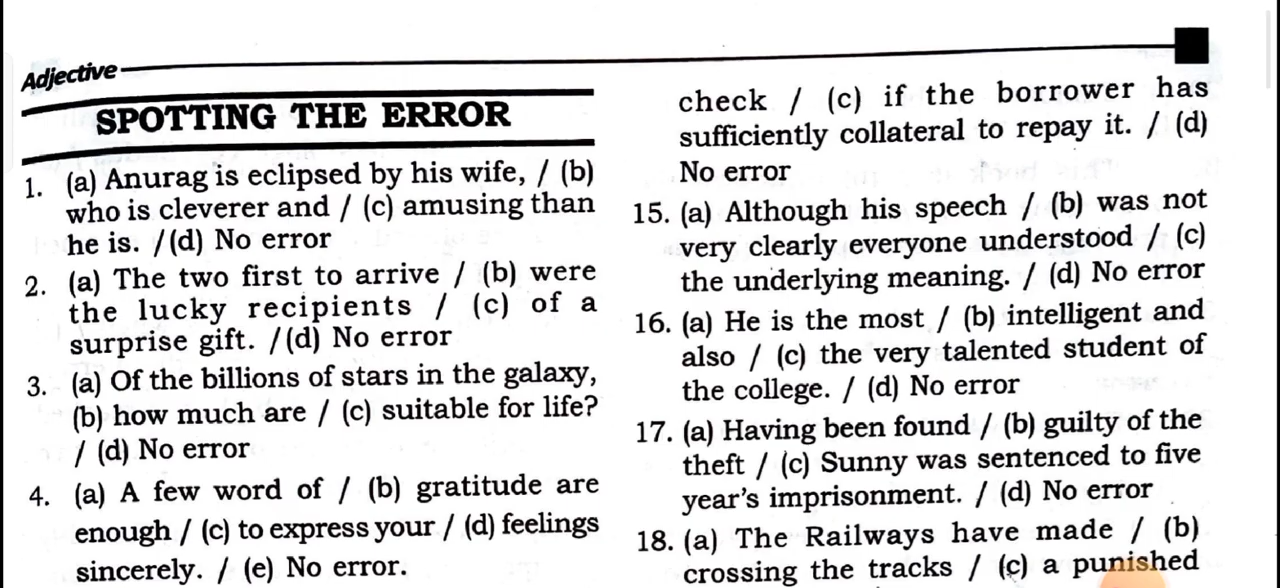 Adjective
SPOTTING THE ERROR
1. (a) Anurag is eclipsed by his wife, / (b)
who is cleverer and / (c) amusing than
he is. / (d) No error
2. (a) The two first to arrive / (b) were
the lucky recipients / (c) of a
surprise gift. / (d) No error
3. (a) Of the billions of stars in the galaxy,
(b) how much are / (c) suitable for life?
/ (d) No error
4. (a) A few word of / (b) gratitude are
enough / (c) to express your / (d) feelings
sincerely. / (e) No error.
check / (c) if the borrower has
sufficiently collateral to repay it. / (d)
No error
15. (a) Although his speech / (b) was not
very clearly everyone understood / (c)
the underlying meaning. / (d) No error
16. (a) He is the most / (b) intelligent and
also / (c) the very talented student of
the college. / (d) No error
17. (a) Having been found / (b) guilty of the
theft / (c) Sunny was sentenced to five
year's imprisonment. / (d) No error
18. (a) The Railways have made / (b)
crossing the tracks / (c) a punished